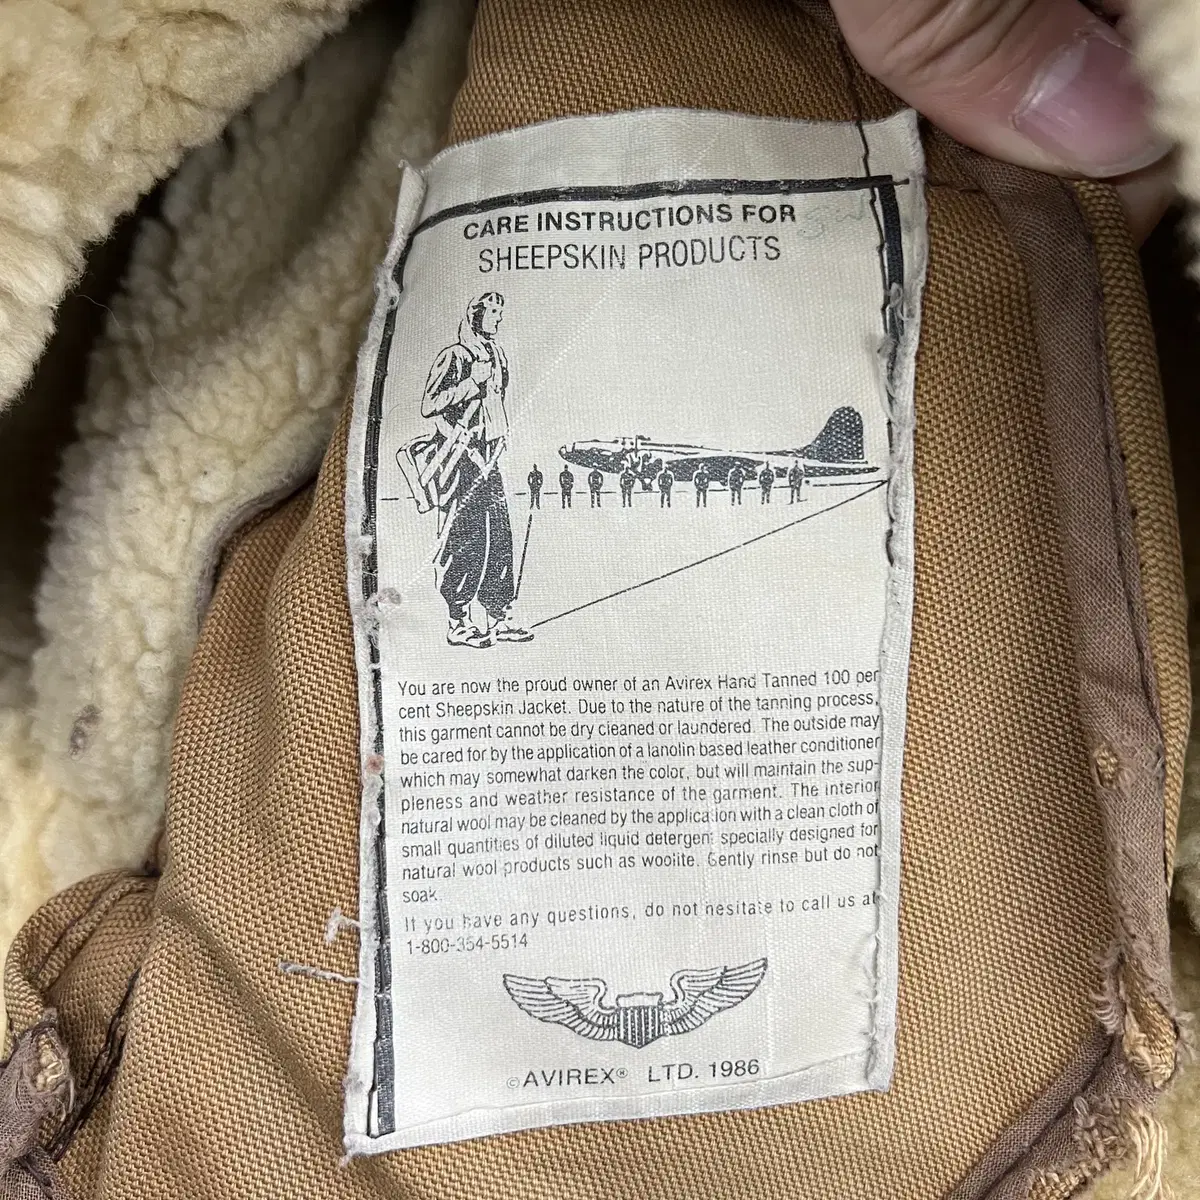 CARE INSTRUCTIONS FOR
SHEEPSKIN PRODUCTS
You are now the proud owner of an Avirex Hand Tanned 100 per
cent Sheepskin Jacket. Due to the nature of the tanning process,
this garment cannot be dry cleaned or laundered. The outside may
be cared for by the application of a lanolin based leather conditioner
which may somewhat darken the color, but will maintain the sup-
pleness and weather resistance of the garment. The interior
natural wool may be cleaned by the application with a clean cloth of
small quantities of diluted liquid detergent specially designed for
natural wool products such as woolite. Gently rinse but do not
soak.
If you have any questions, do not hesitate to call us at
1-800-354-5514
©AVIREX® LTD. 1986